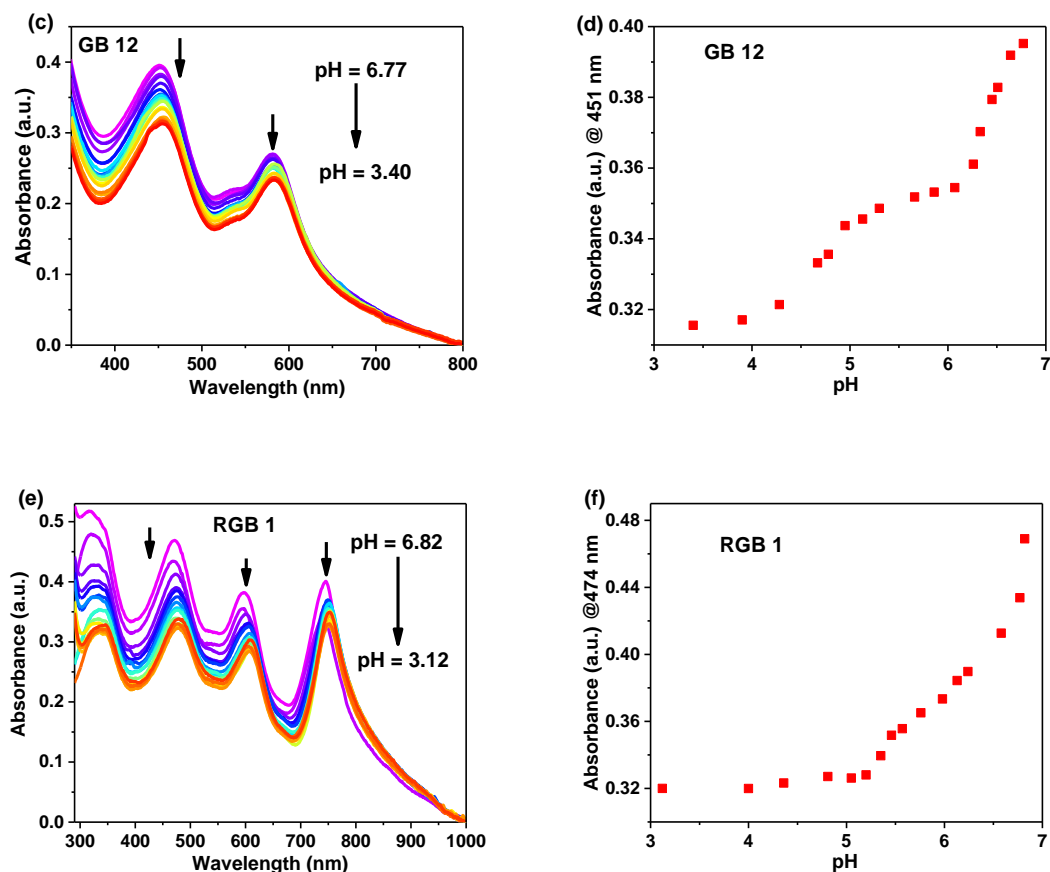 (c)
GB 12
pH = 6.77
pH = 3.40
0.4
0.3
0.2
0.1
0.0
400 500 600 700 800
Wavelength (nm)
Absorbance (a.u.)
(d)
GB 12
0.40
0.38
0.36
0.34
0.32
3 4 5 6 7
pH
Absorbance (a.u.) @ 451 nm
(e)
RGB 1
pH = 6.82
pH = 3.12
0.5
0.4
0.3
0.2
0.1
0.0
300 400 500 600 700 800 900 1000
Wavelength (nm)
Absorbance (a.u.)
(f)
RGB 1
0.48
0.44
0.40
0.36
0.32
3 4 5 6 7
pH
Absorbance (a.u.) @474 nm